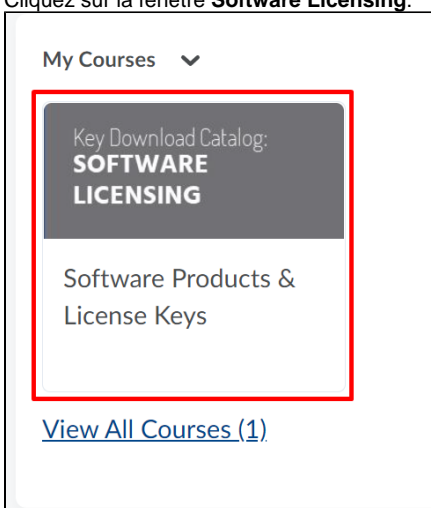 Cliquez sur la fenêtre Software Licensing.
My Courses
Key Download Catalog:
SOFTWARE
LICENSING
Software Products &
License Keys
View All Courses (1)